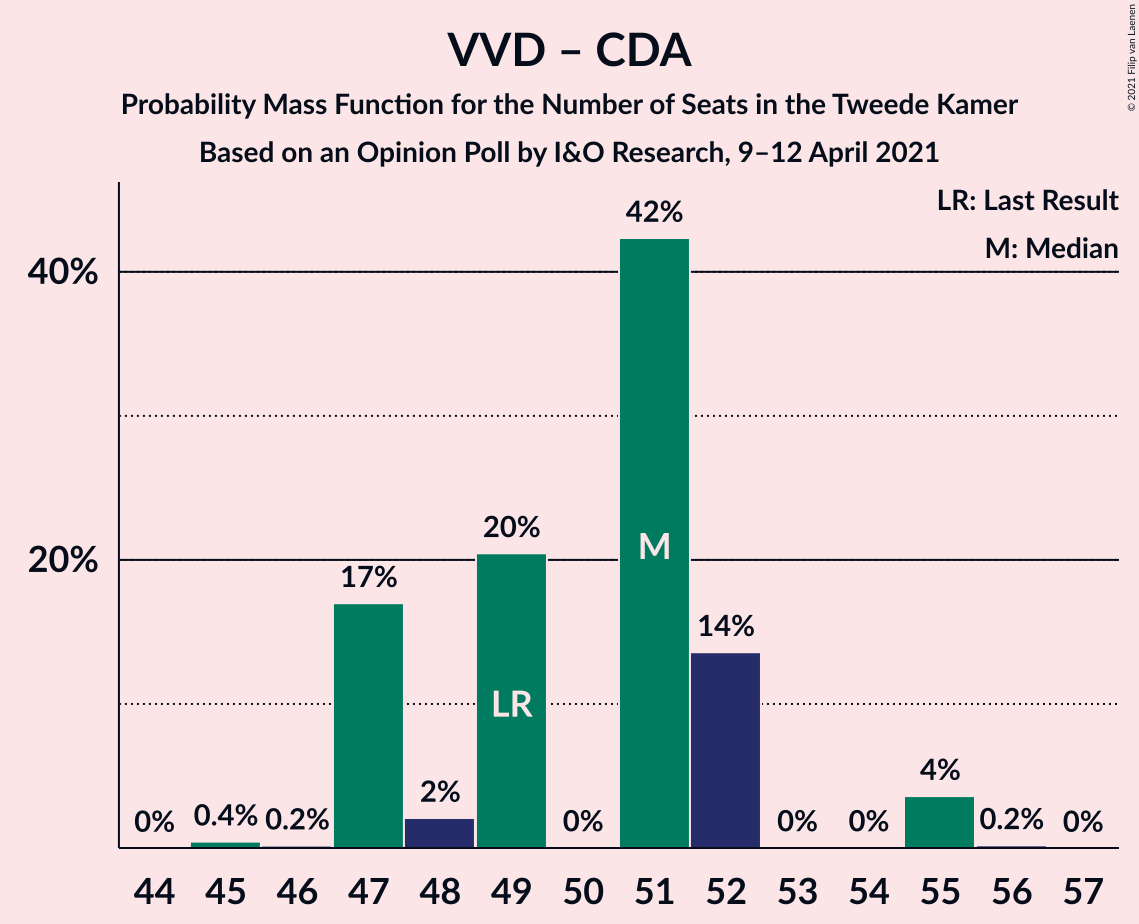 VVD – CDA
Probability Mass Function for the Number of Seats in the Tweede Kamer
Based on an Opinion Poll by I&O Research, 9–12 April 2021
© 2021 Filip van Laenen
LR: Last Result
M: Median
40%
20%
0%
0.4%
0.2%
17%
2%
20%
0%
42%
14%
0%
0%
4%
0.2%
0%
LR
M
44 45 46 47 48 49 50 51 52 53 54 55 56 57